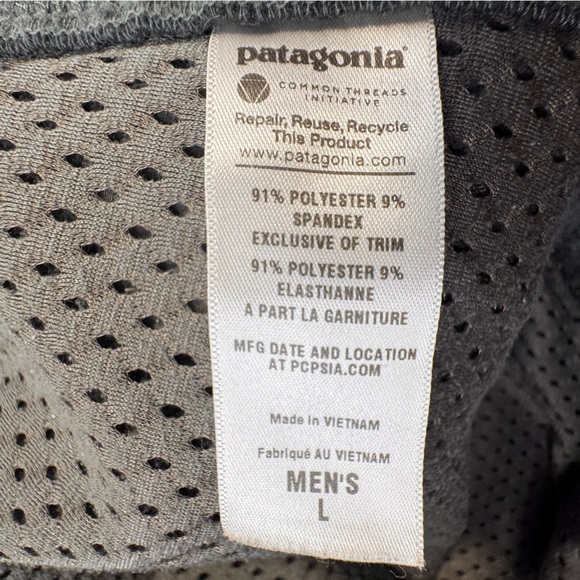 patagonia®
COMMON THREADS
INITIATIVE
Repair, Reuse, Recycle
This Product
www.patagonia.com
91% POLYESTER 9%
SPANDEX
EXCLUSIVE OF TRIM
91% POLYESTER 9%
ELASTHANNE
A PART LA GARNITURE
MFG DATE AND LOCATION
AT PCPSIA.COM
Made in VIETNAM
Fabriqué AU VIETNAM
MEN'S
L